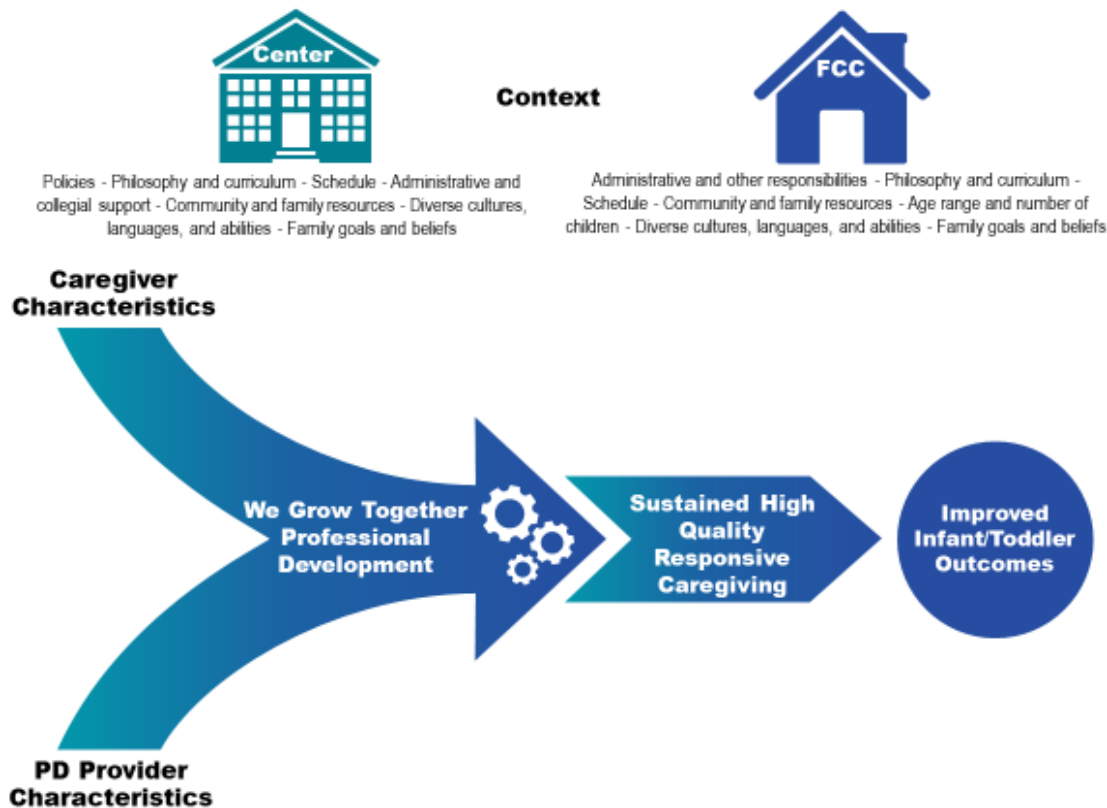 Center
FCC
Context
Policies - Philosophy and curriculum - Schedule - Administrative and
collegial support - Community and family resources - Diverse cultures,
languages, and abilities - Family goals and beliefs
Administrative and other responsibilities - Philosophy and curriculum -
Schedule - Community and family resources - Age range and number of
children - Diverse cultures, languages, and abilities - Family goals and beliefs
Caregiver
Characteristics
We Grow Together
Professional
Development
Sustained High
Quality
Responsive
Caregiving
Improved
Infant/Toddler
Outcomes
PD Provider
Characteristics